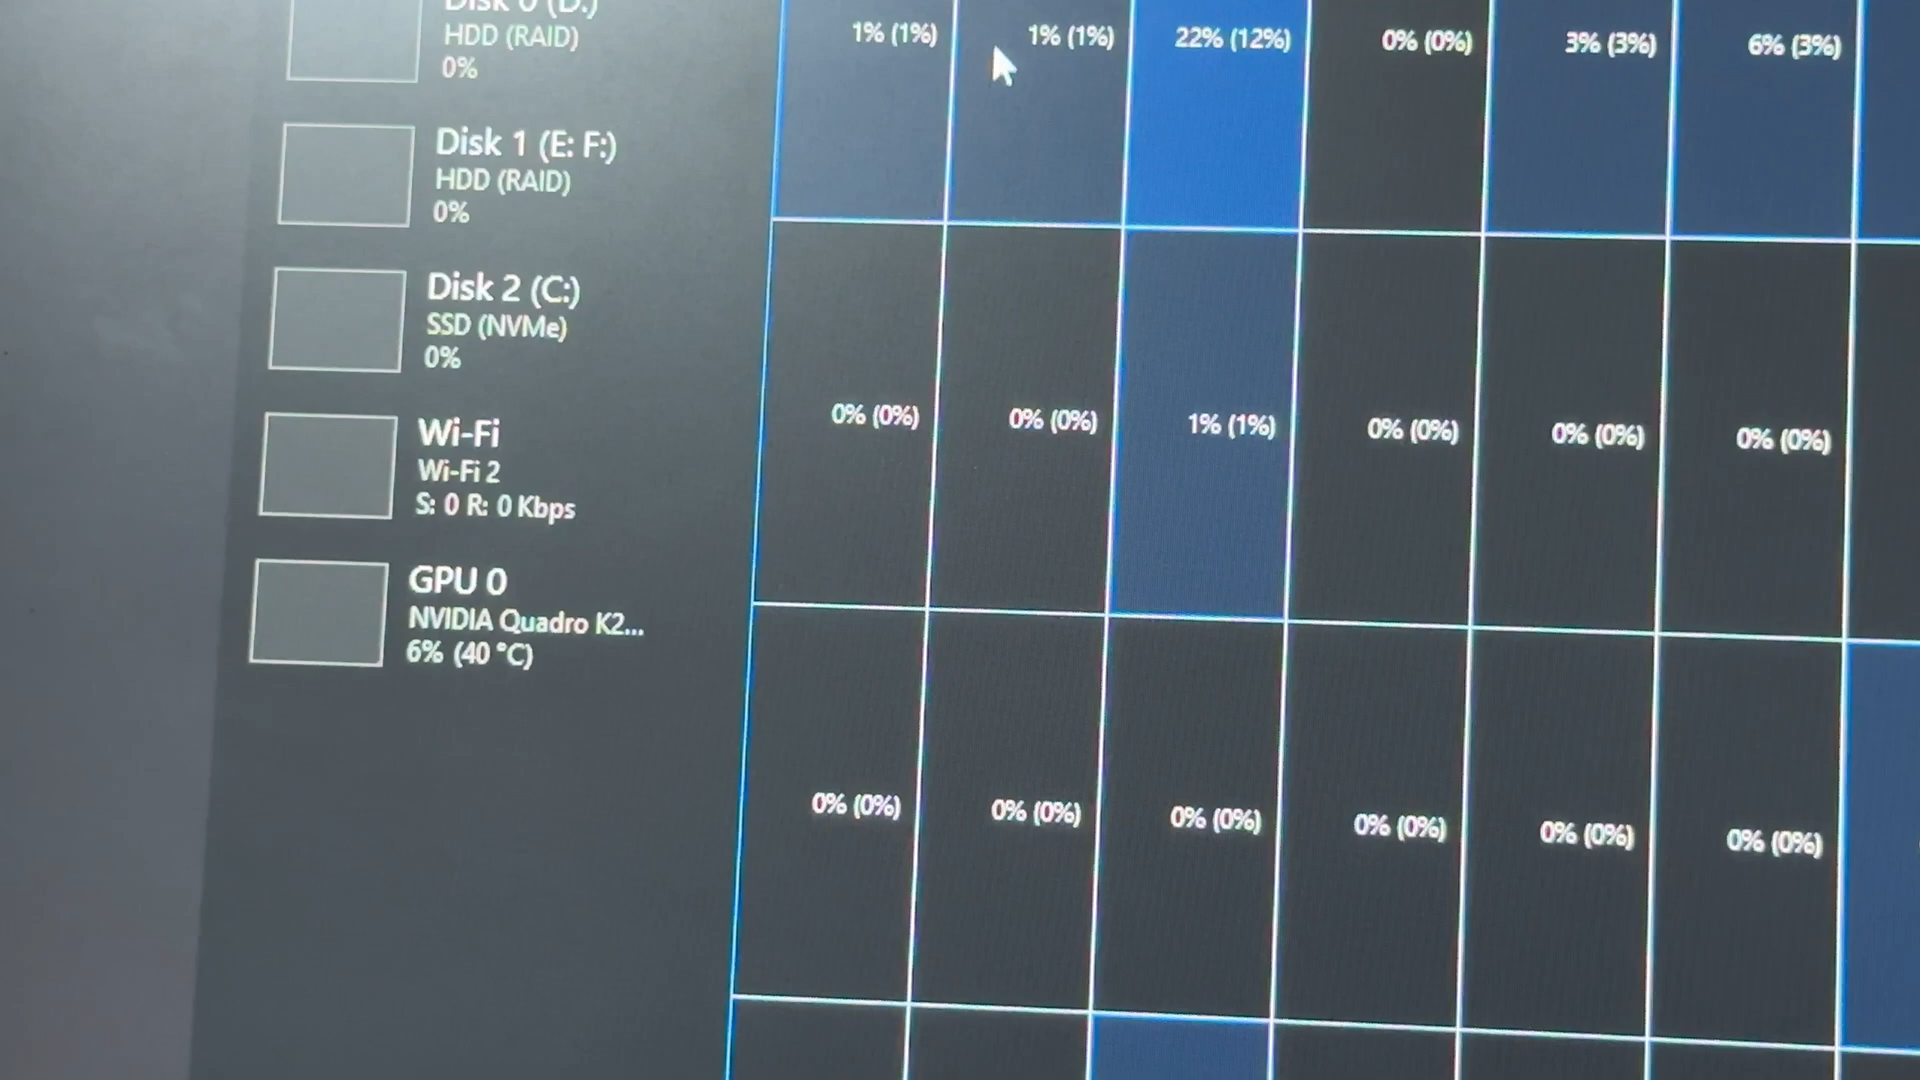 Disk 0 (D:)
HDD (RAID)
0%
Disk 1 (E: F:)
HDD (RAID)
0%
Disk 2 (C:)
SSD (NVMe)
0%
Wi-Fi
Wi-Fi 2
S: 0 R: 0 Kbps
GPU 0
NVIDIA Quadro K2...
6% (40 °C)
1% (1%) 1% (1%) 22% (12%) 0% (0%) 3% (3%) 6% (3%)
0% (0%) 0% (0%) 1% (1%) 0% (0%) 0% (0%) 0% (0%)
0% (0%) 0% (0%) 0% (0%) 0% (0%) 0% (0%) 0% (0%)